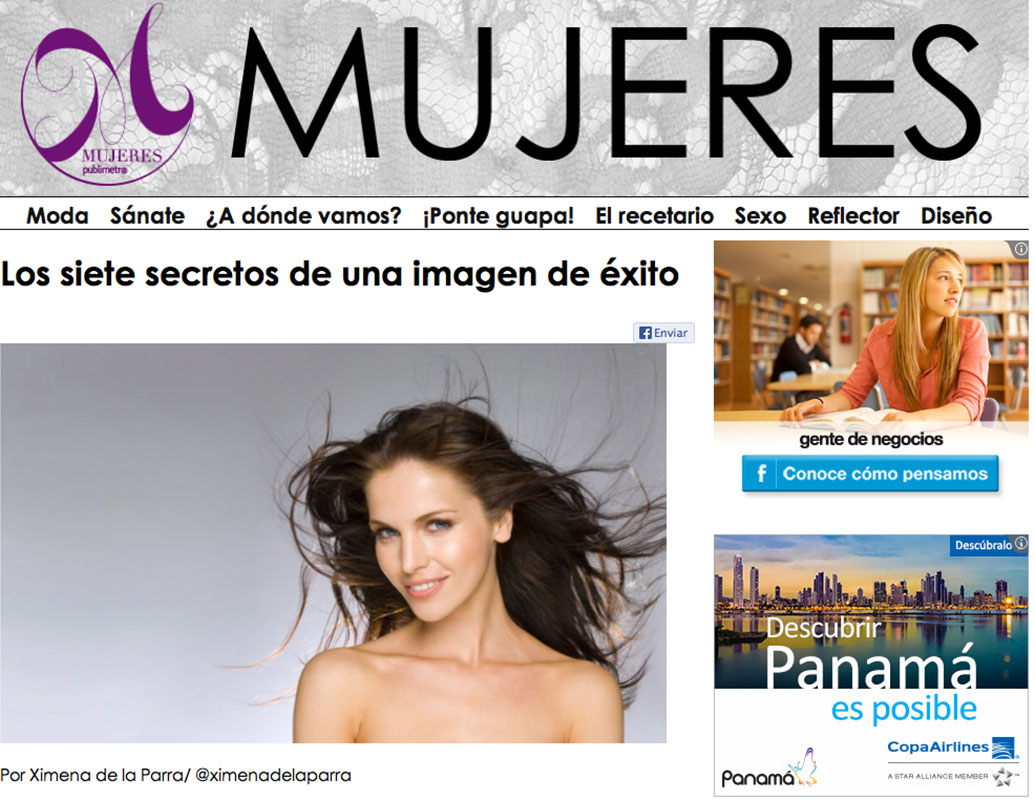 MUJERES
publimetro
MUJERES
Moda Sánate ¿A dónde vamos? ¡Ponte guapa! El recetario Sexo Reflector Diseño
Los siete secretos de una imagen de éxito
Enviar
Por Ximena de la Parra/ @ximenadelaparra
gente de negocios
f Conoce cómo pensamos
Descúbralo
Descubrir
Panamá
es posible
CopaAirlines
A STAR ALLIANCE MEMBER
Panamá